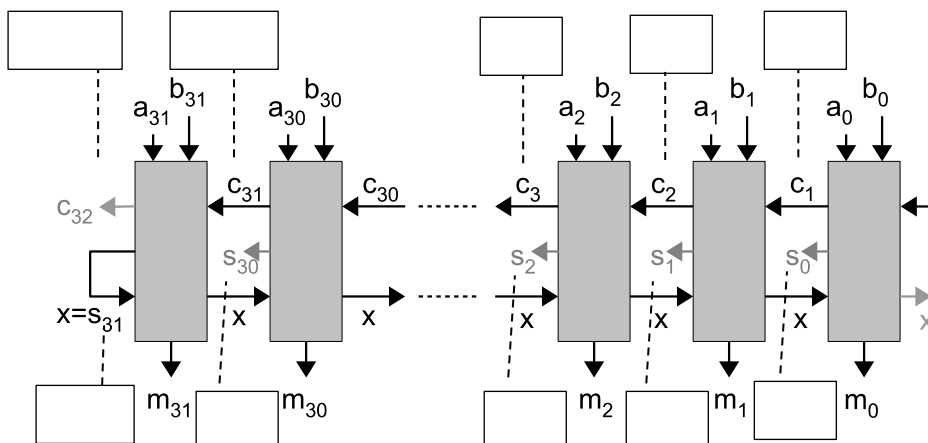 b₃₁ b₃₀ b₂ b₁ b₀
a₃₁ a₃₀ a₂ a₁ a₀
c₃₂ c₃₁ c₃₀ c₃ c₂ c₁
s₃₀ s₂ s₁ s₀
x=s₃₁ x x x x x x
m₃₁ m₃₀ m₂ m₁ m₀